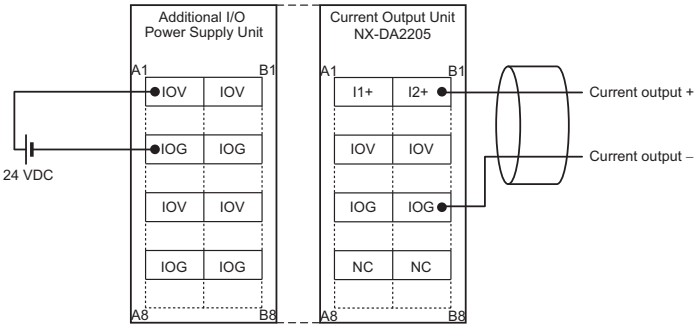 Additional I/O
Power Supply Unit
Current Output Unit
NX-DA2205
A1 B1 A1 B1
IOV IOV I1+ I2+ Current output +
IOG IOG IOV IOV Current output –
24 VDC
IOV IOV IOG IOG
IOG IOG NC NC
A8 B8 A8 B8